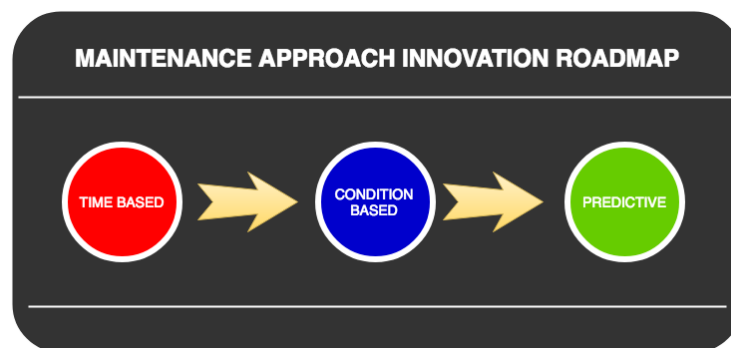 MAINTENANCE APPROACH INNOVATION ROADMAP
TIME BASED
CONDITION
BASED
PREDICTIVE